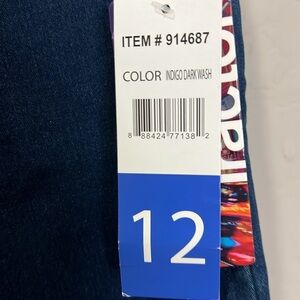 ITEM # 914687
COLOR INDIGO DARK WASH
8 88424 77138 2
12